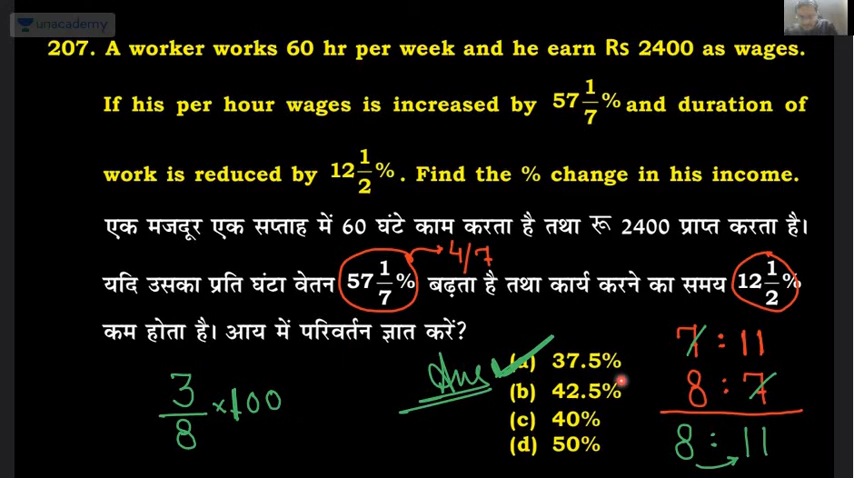 unacademy
207. A worker works 60 hr per week and he earn Rs 2400 as wages.
If his per hour wages is increased by 57 1/7 % and duration of
work is reduced by 12 1/2 %. Find the % change in his income.
एक मजदूर एक सप्ताह में 60 घंटे काम करता है तथा रू 2400 प्राप्त करता है।
4/7
यदि उसका प्रति घंटा वेतन 57 1/7 % बढ़ता है तथा कार्य करने का समय 12 1/2 %
कम होता है। आय में परिवर्तन ज्ञात करें?
(a) 37.5%
(b) 42.5%
(c) 40%
(d) 50%
Ans
3/8 × 100
7 : 11
8 : 7
8 : 11